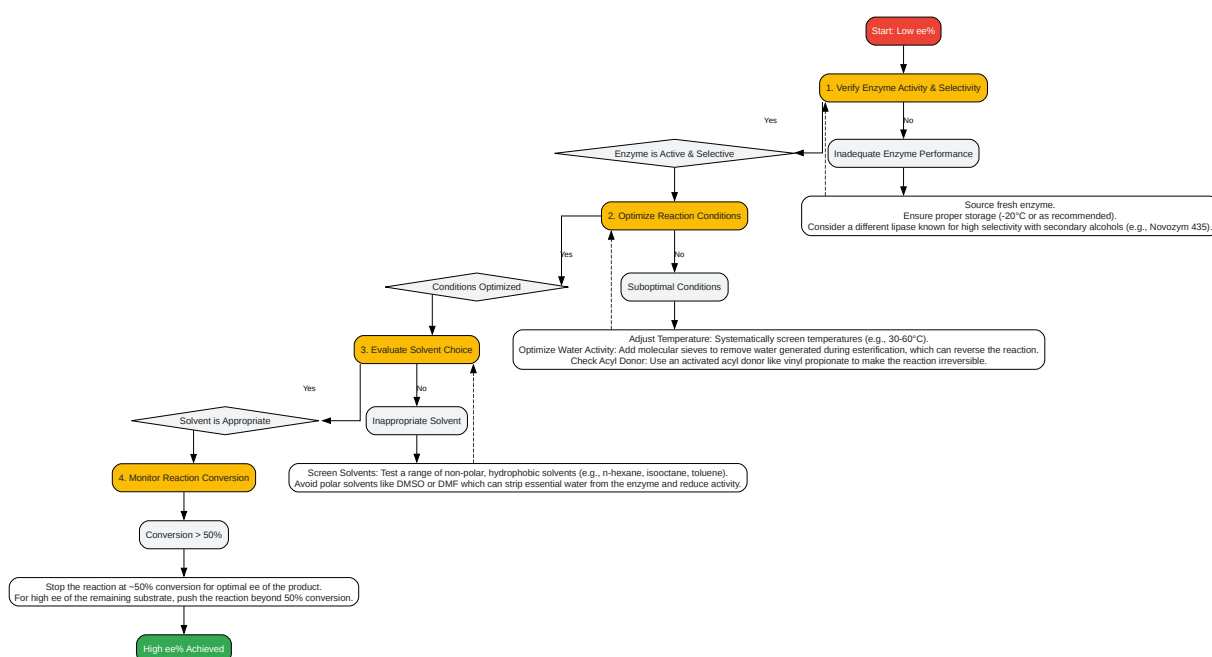 Start: Low ee%
1. Verify Enzyme Activity & Selectivity
Yes
No
Enzyme is Active & Selective
Inadequate Enzyme Performance
Source fresh enzyme.
Ensure proper storage (-20°C or as recommended).
Consider a different lipase known for high selectivity with secondary alcohols (e.g., Novozym 435).
2. Optimize Reaction Conditions
Yes
No
Conditions Optimized
Suboptimal Conditions
Adjust Temperature: Systematically screen temperatures (e.g., 30-60°C).
Optimize Water Activity: Add molecular sieves to remove water generated during esterification, which can reverse the reaction.
Check Acyl Donor: Use an activated acyl donor like vinyl propionate to make the reaction irreversible.
3. Evaluate Solvent Choice
Yes
No
Solvent is Appropriate
Inappropriate Solvent
Screen Solvents: Test a range of non-polar, hydrophobic solvents (e.g., n-hexane, isooctane, toluene).
Avoid polar solvents like DMSO or DMF which can strip essential water from the enzyme and reduce activity.
4. Monitor Reaction Conversion
Conversion > 50%
Stop the reaction at ~50% conversion for optimal ee of the product.
For high ee of the remaining substrate, push the reaction beyond 50% conversion.
High ee% Achieved